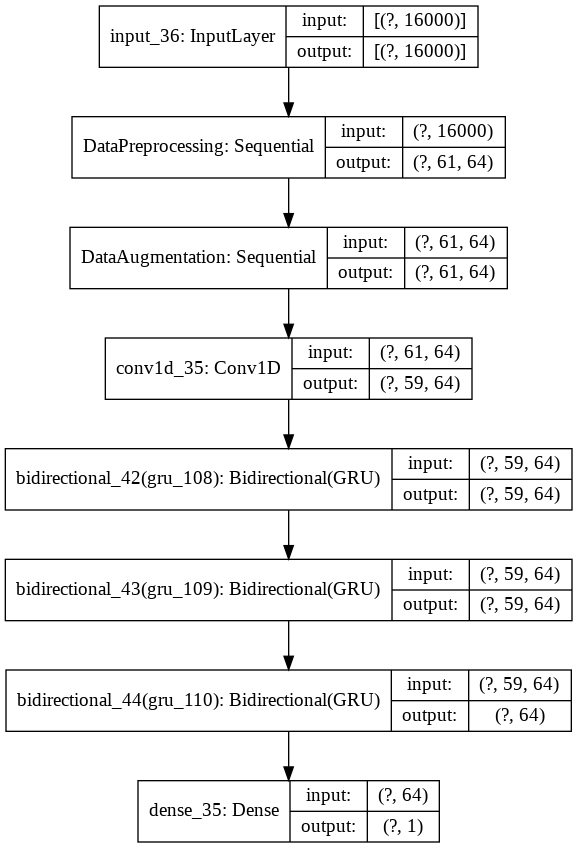 input_36: InputLayer
input: [(?, 16000)]
output: [(?, 16000)]
DataPreprocessing: Sequential
input: (?, 16000)
output: (?, 61, 64)
DataAugmentation: Sequential
input: (?, 61, 64)
output: (?, 61, 64)
conv1d_35: Conv1D
input: (?, 61, 64)
output: (?, 59, 64)
bidirectional_42(gru_108): Bidirectional(GRU)
input: (?, 59, 64)
output: (?, 59, 64)
bidirectional_43(gru_109): Bidirectional(GRU)
input: (?, 59, 64)
output: (?, 59, 64)
bidirectional_44(gru_110): Bidirectional(GRU)
input: (?, 59, 64)
output: (?, 64)
dense_35: Dense
input: (?, 64)
output: (?, 1)